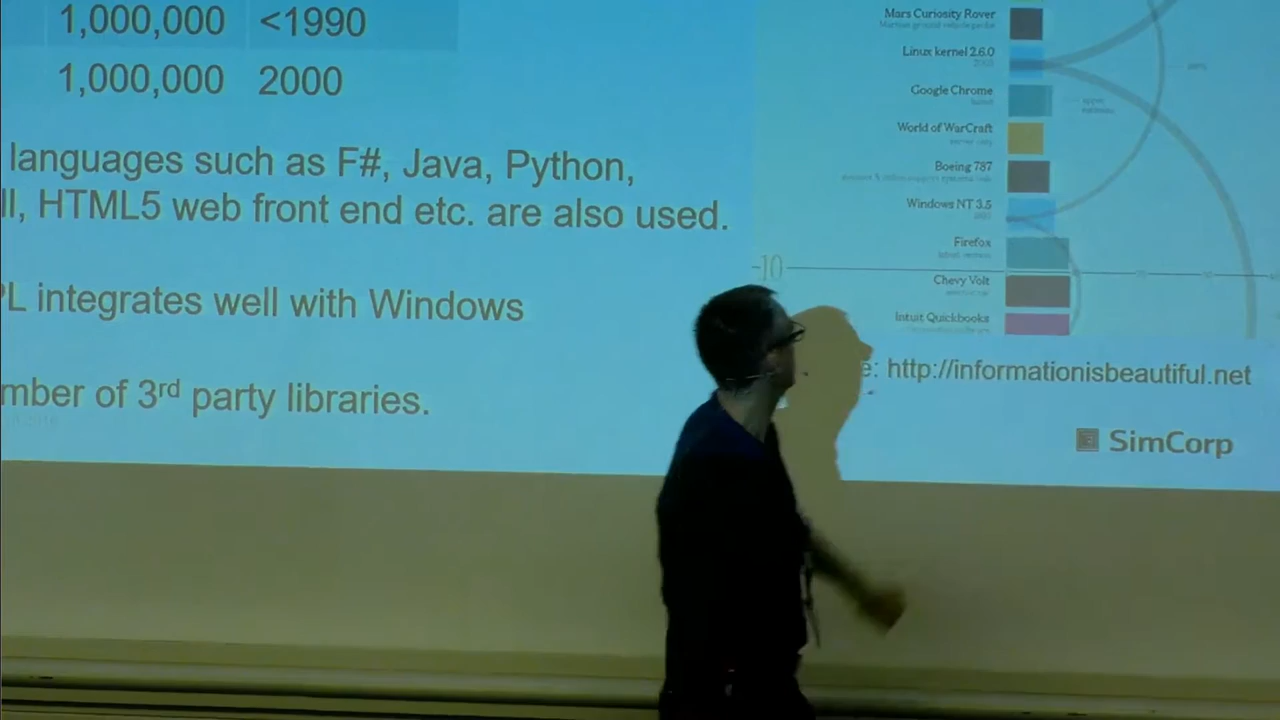 1,000,000 <1990
1,000,000 2000
languages such as F#, Java, Python,
ll, HTML5 web front end etc. are also used.
PL integrates well with Windows
mber of 3rd party libraries.
Mars Curiosity Rover
Linux kernel 2.6.0
Google Chrome
World of WarCraft
Boeing 787
Windows NT 3.5
Firefox
10
Chevy Volt
Intuit Quickbooks
e: http://informationisbeautiful.net
SimCorp